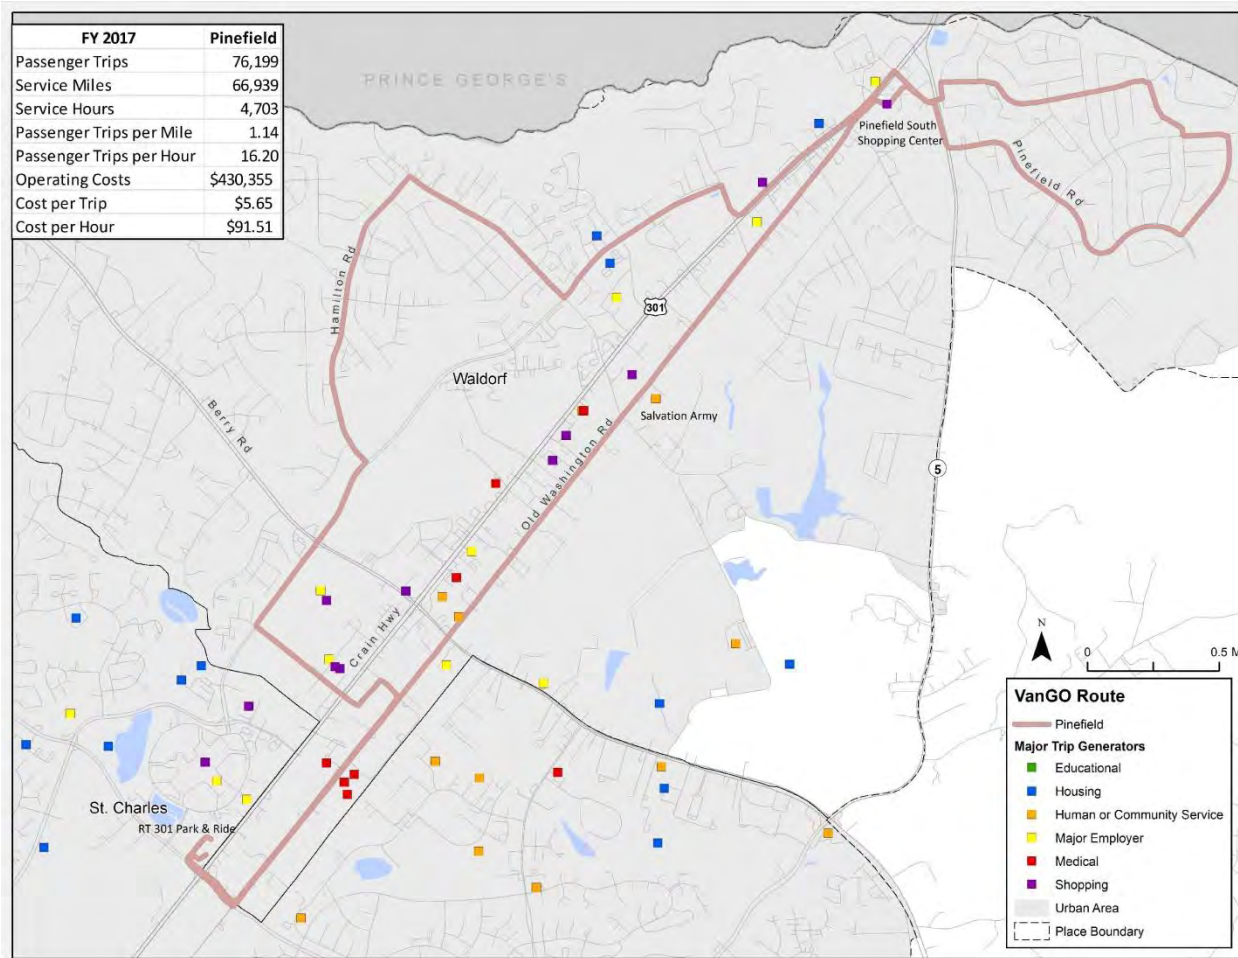 FY 2017 Pinefield
Passenger Trips 76,199
Service Miles 66,939
Service Hours 4,703
Passenger Trips per Mile 1.14
Passenger Trips per Hour 16.20
Operating Costs $430,355
Cost per Trip $5.65
Cost per Hour $91.51
PRINCE GEORGE'S
Pinefield South
Shopping Center
Pinefield Rd
Hamilton Rd
301
Waldorf
Salvation Army
Berry Rd
Old Washington Rd
5
Crain Hwy
St. Charles
RT 301 Park & Ride
N
0 0.5 M
VanGO Route
Pinefield
Major Trip Generators
Educational
Housing
Human or Community Service
Major Employer
Medical
Shopping
Urban Area
Place Boundary